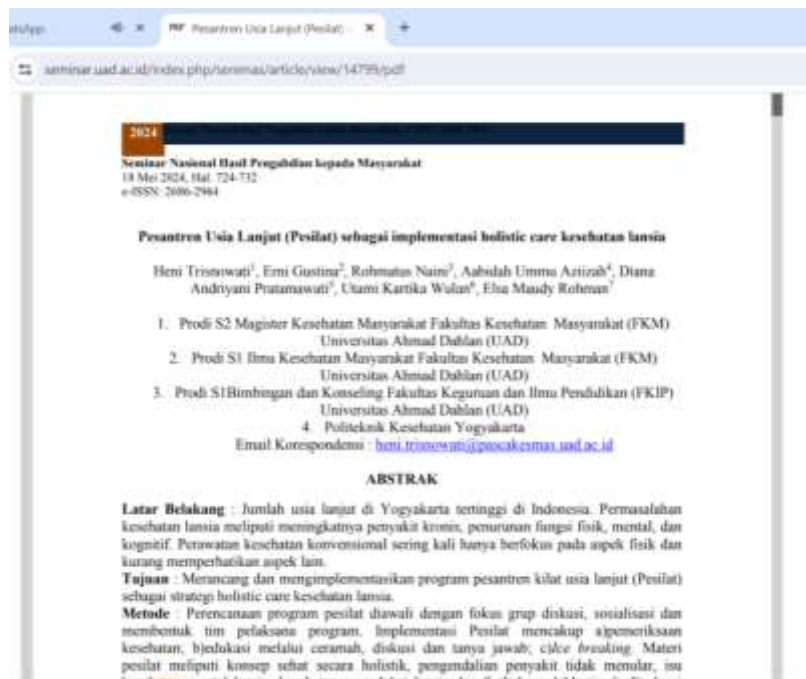 PDF Pesantren Usia Lanjut (Pesilat)
seminar.uad.ac.id/index.php/senimas/article/view/14799/pdf
2024
Seminar Nasional Hasil Pengabdian kepada Masyarakat
18 Mei 2024, Hal. 724-732
e-ISSN: 2686-2964
Pesantren Usia Lanjut (Pesilat) sebagai implementasi holistic care kesehatan lansia
Heni Trisnowati1, Erni Gustina2, Rohmatus Naini3, Aabidah Ummu Aziizah4, Diana
Andriyani Pratamawati5, Utami Kartika Wulan6, Elsa Maudy Rohman7
1. Prodi S2 Magister Kesehatan Masyarakat Fakultas Kesehatan Masyarakat (FKM)
Universitas Ahmad Dahlan (UAD)
2. Prodi S1 Ilmu Kesehatan Masyarakat Fakultas Kesehatan Masyarakat (FKM)
Universitas Ahmad Dahlan (UAD)
3. Prodi S1Bimbingan dan Konseling Fakultas Keguruan dan Ilmu Pendidikan (FKIP)
Universitas Ahmad Dahlan (UAD)
4. Politeknik Kesehatan Yogyakarta
Email Korespondensi : heni.trisnowati@pascakesmas.uad.ac.id
ABSTRAK
Latar Belakang : Jumlah usia lanjut di Yogyakarta tertinggi di Indonesia. Permasalahan
kesehatan lansia meliputi meningkatnya penyakit kronis, penurunan fungsi fisik, mental, dan
kognitif. Perawatan kesehatan konvensional sering kali hanya berfokus pada aspek fisik dan
kurang memperhatikan aspek lain.
Tujuan : Merancang dan mengimplementasikan program pesantren kilat usia lanjut (Pesilat)
sebagai strategi holistic care kesehatan lansia.
Metode : Perencanaan program pesilat diawali dengan fokus grup diskusi, sosialisasi dan
membentuk tim pelaksana program. Implementasi Pesilat mencakup a)pemeriksaan
kesehatan; b)edukasi melalui ceramah, diskusi dan tanya jawab; c)Ice breaking. Materi
pesilat meliputi konsep sehat secara holistik, pengendalian penyakit tidak menular, isu